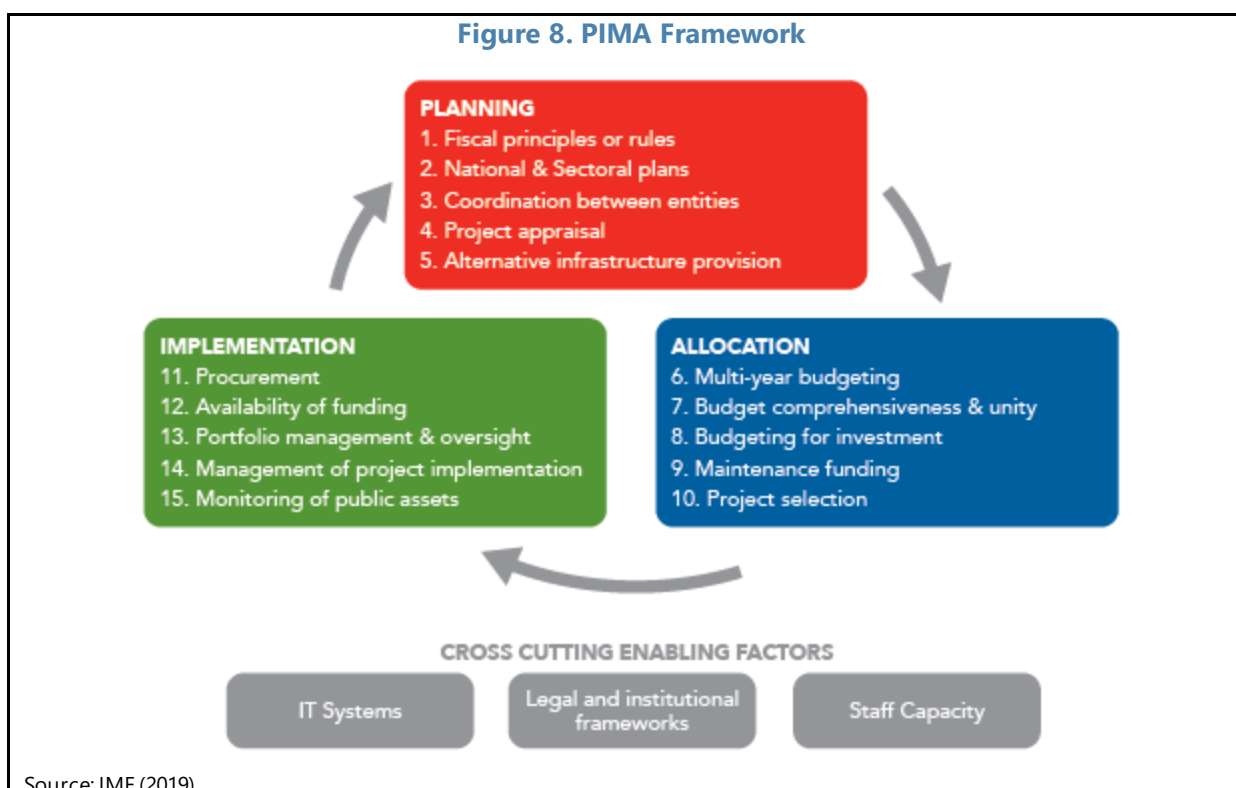 Figure 8. PIMA Framework
PLANNING
1. Fiscal principles or rules
2. National & Sectoral plans
3. Coordination between entities
4. Project appraisal
5. Alternative infrastructure provision
IMPLEMENTATION
11. Procurement
12. Availability of funding
13. Portfolio management & oversight
14. Management of project implementation
15. Monitoring of public assets
ALLOCATION
6. Multi-year budgeting
7. Budget comprehensiveness & unity
8. Budgeting for investment
9. Maintenance funding
10. Project selection
CROSS CUTTING ENABLING FACTORS
IT Systems
Legal and institutional
frameworks
Staff Capacity
Source: IMF (2019)